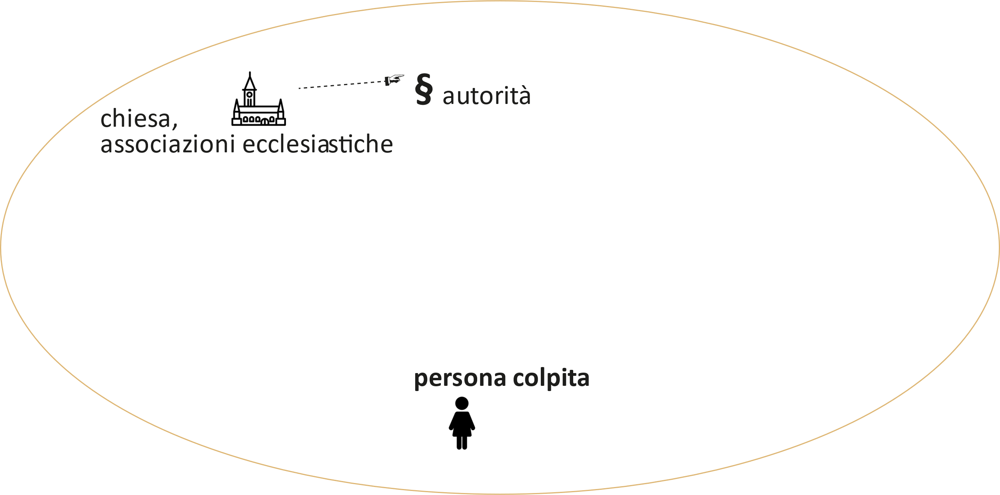 § autorità
chiesa,
associazioni ecclesiastiche
persona colpita